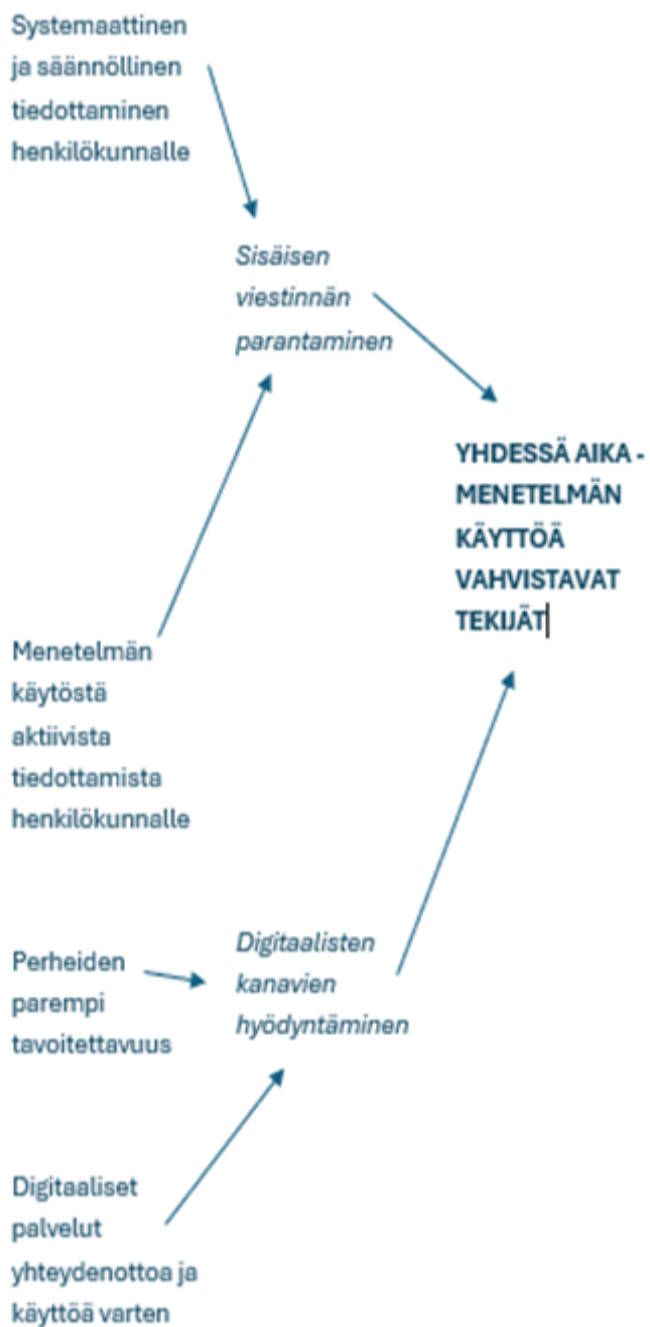 Systemaattinen
ja säännöllinen
tiedottaminen
henkilökunnalle
Sisäisen
viestinnän
parantaminen
YHDESSÄ AIKA -
MENETELMÄN
KÄYTTÖÄ
VAHVISTAVAT
TEKIJÄT
Menetelmän
käytöstä
aktiivista
tiedottamista
henkilökunnalle
Digitaalisten
kanavien
hyödyntäminen
Perheiden
parempi
tavoitettavuus
Digitaaliset
palvelut
yhteydenottoa ja
käyttöä varten